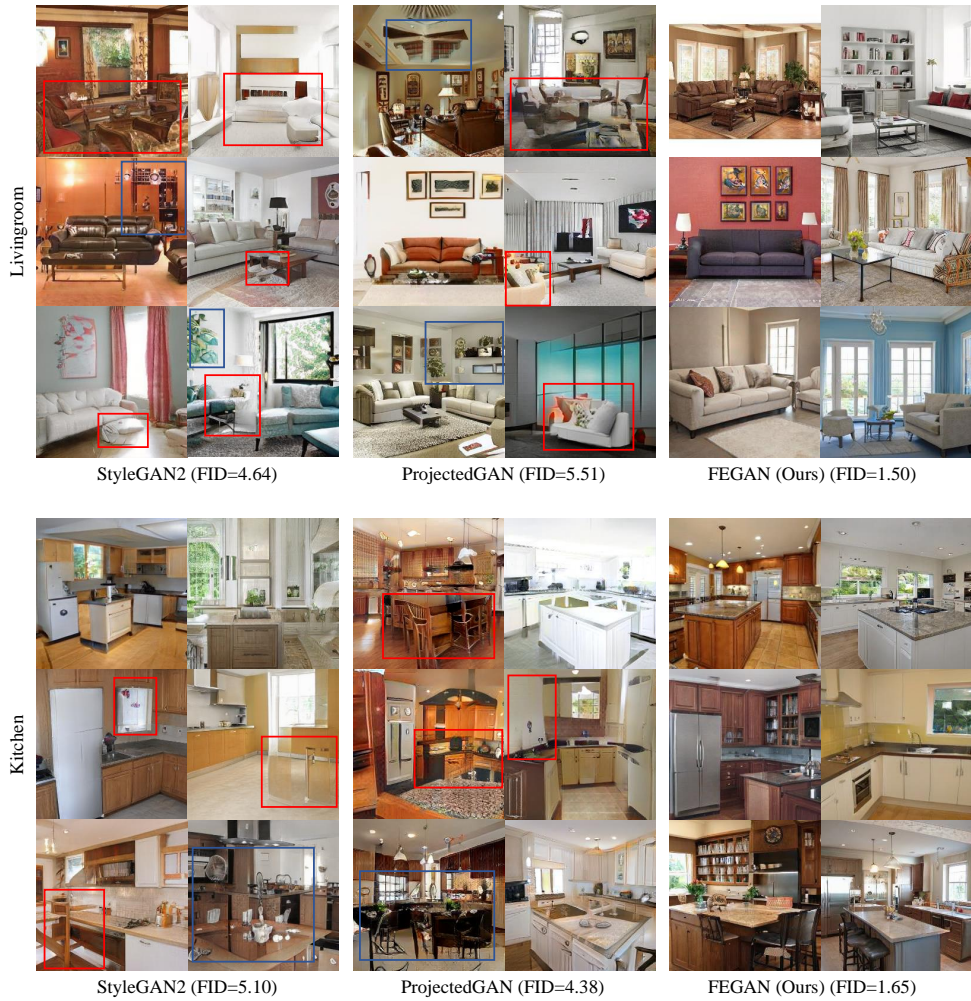 Livingroom
StyleGAN2 (FID=4.64)
ProjectedGAN (FID=5.51)
FEGAN (Ours) (FID=1.50)
Kitchen
StyleGAN2 (FID=5.10)
ProjectedGAN (FID=4.38)
FEGAN (Ours) (FID=1.65)